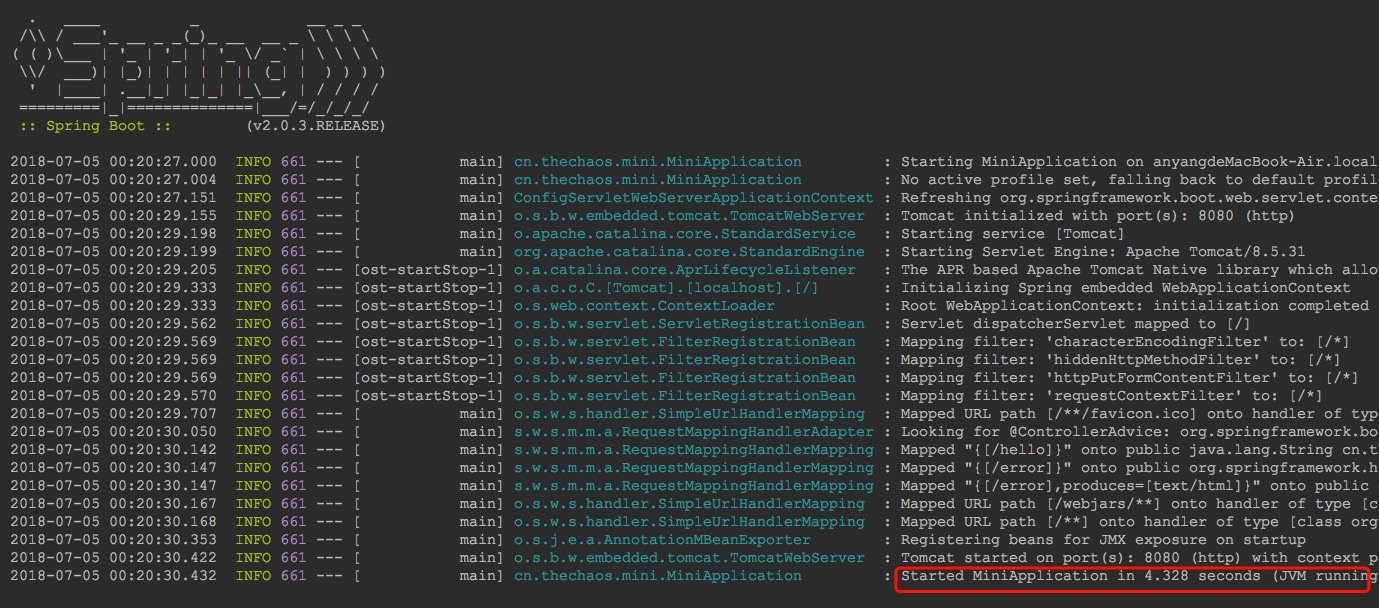 .   ____          _            __ _ _
 /\\ / ___'_ __ _ _(_)_ __  __ _ \ \ \ \
( ( )\___ | '_ | '_| | '_ \/ _` | \ \ \ \
 \\/  ___)| |_)| | | | | || (_| |  ) ) ) )
  '  |____| .__|_| |_|_| |_\__, | / / / /
 =========|_|==============|___/=/_/_/_/
 :: Spring Boot ::        (v2.0.3.RELEASE)
2018-07-05 00:20:27.000  INFO 661 --- [           main] cn.thechaos.mini.MiniApplication         : Starting MiniApplication on anyangdeMacBook-Air.local
2018-07-05 00:20:27.004  INFO 661 --- [           main] cn.thechaos.mini.MiniApplication         : No active profile set, falling back to default profil
2018-07-05 00:20:27.151  INFO 661 --- [           main] ConfigServletWebServerApplicationContext : Refreshing org.springframework.boot.web.servlet.conte
2018-07-05 00:20:29.155  INFO 661 --- [           main] o.s.b.w.embedded.tomcat.TomcatWebServer  : Tomcat initialized with port(s): 8080 (http)
2018-07-05 00:20:29.198  INFO 661 --- [           main] o.apache.catalina.core.StandardService   : Starting service [Tomcat]
2018-07-05 00:20:29.199  INFO 661 --- [           main] org.apache.catalina.core.StandardEngine  : Starting Servlet Engine: Apache Tomcat/8.5.31
2018-07-05 00:20:29.205  INFO 661 --- [ost-startStop-1] o.a.catalina.core.AprLifecycleListener   : The APR based Apache Tomcat Native library which allo
2018-07-05 00:20:29.333  INFO 661 --- [ost-startStop-1] o.a.c.c.C.[Tomcat].[localhost].[/]       : Initializing Spring embedded WebApplicationContext
2018-07-05 00:20:29.333  INFO 661 --- [ost-startStop-1] o.s.web.context.ContextLoader            : Root WebApplicationContext: initialization completed
2018-07-05 00:20:29.562  INFO 661 --- [ost-startStop-1] o.s.b.w.servlet.ServletRegistrationBean  : Servlet dispatcherServlet mapped to [/]
2018-07-05 00:20:29.569  INFO 661 --- [ost-startStop-1] o.s.b.w.servlet.FilterRegistrationBean   : Mapping filter: 'characterEncodingFilter' to: [/*]
2018-07-05 00:20:29.569  INFO 661 --- [ost-startStop-1] o.s.b.w.servlet.FilterRegistrationBean   : Mapping filter: 'hiddenHttpMethodFilter' to: [/*]
2018-07-05 00:20:29.569  INFO 661 --- [ost-startStop-1] o.s.b.w.servlet.FilterRegistrationBean   : Mapping filter: 'httpPutFormContentFilter' to: [/*]
2018-07-05 00:20:29.570  INFO 661 --- [ost-startStop-1] o.s.b.w.servlet.FilterRegistrationBean   : Mapping filter: 'requestContextFilter' to: [/*]
2018-07-05 00:20:29.707  INFO 661 --- [           main] o.s.w.s.handler.SimpleUrlHandlerMapping  : Mapped URL path [/**/favicon.ico] onto handler of type
2018-07-05 00:20:30.050  INFO 661 --- [           main] s.w.s.m.m.a.RequestMappingHandlerAdapter : Looking for @ControllerAdvice: org.springframework.bo
2018-07-05 00:20:30.142  INFO 661 --- [           main] s.w.s.m.m.a.RequestMappingHandlerMapping : Mapped "{[/hello]}" onto public java.lang.String cn.t
2018-07-05 00:20:30.147  INFO 661 --- [           main] s.w.s.m.m.a.RequestMappingHandlerMapping : Mapped "{[/error]}" onto public org.springframework.h
2018-07-05 00:20:30.147  INFO 661 --- [           main] s.w.s.m.m.a.RequestMappingHandlerMapping : Mapped "{[/error],produces=[text/html]}" onto public
2018-07-05 00:20:30.167  INFO 661 --- [           main] o.s.w.s.handler.SimpleUrlHandlerMapping  : Mapped URL path [/webjars/**] onto handler of type [c
2018-07-05 00:20:30.168  INFO 661 --- [           main] o.s.w.s.handler.SimpleUrlHandlerMapping  : Mapped URL path [/**] onto handler of type [class org
2018-07-05 00:20:30.353  INFO 661 --- [           main] o.s.j.e.a.AnnotationMBeanExporter        : Registering beans for JMX exposure on startup
2018-07-05 00:20:30.422  INFO 661 --- [           main] o.s.b.w.embedded.tomcat.TomcatWebServer  : Tomcat started on port(s): 8080 (http) with context p
2018-07-05 00:20:30.432  INFO 661 --- [           main] cn.thechaos.mini.MiniApplication         : Started MiniApplication in 4.328 seconds (JVM running